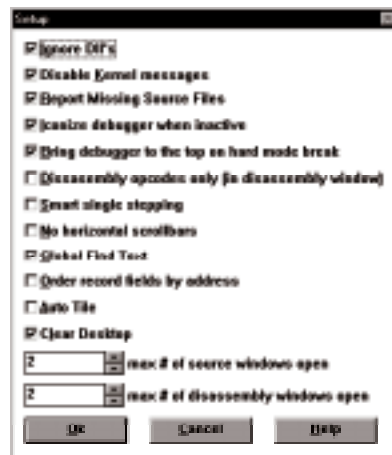 Setup
Ignore DIPs
Disable Kernel messages
Report Missing Source Files
Iconize debugger when inactive
Bring debugger to the top on hard mode break
Disassembly opcodes only (in disassembly window)
Smart single stepping
No horizontal scrollbars
Global Find Text
Order record fields by address
Auto Tile
Clear Desktop
2 max # of source windows open
2 max # of disassembly windows open
Ok Cancel Help